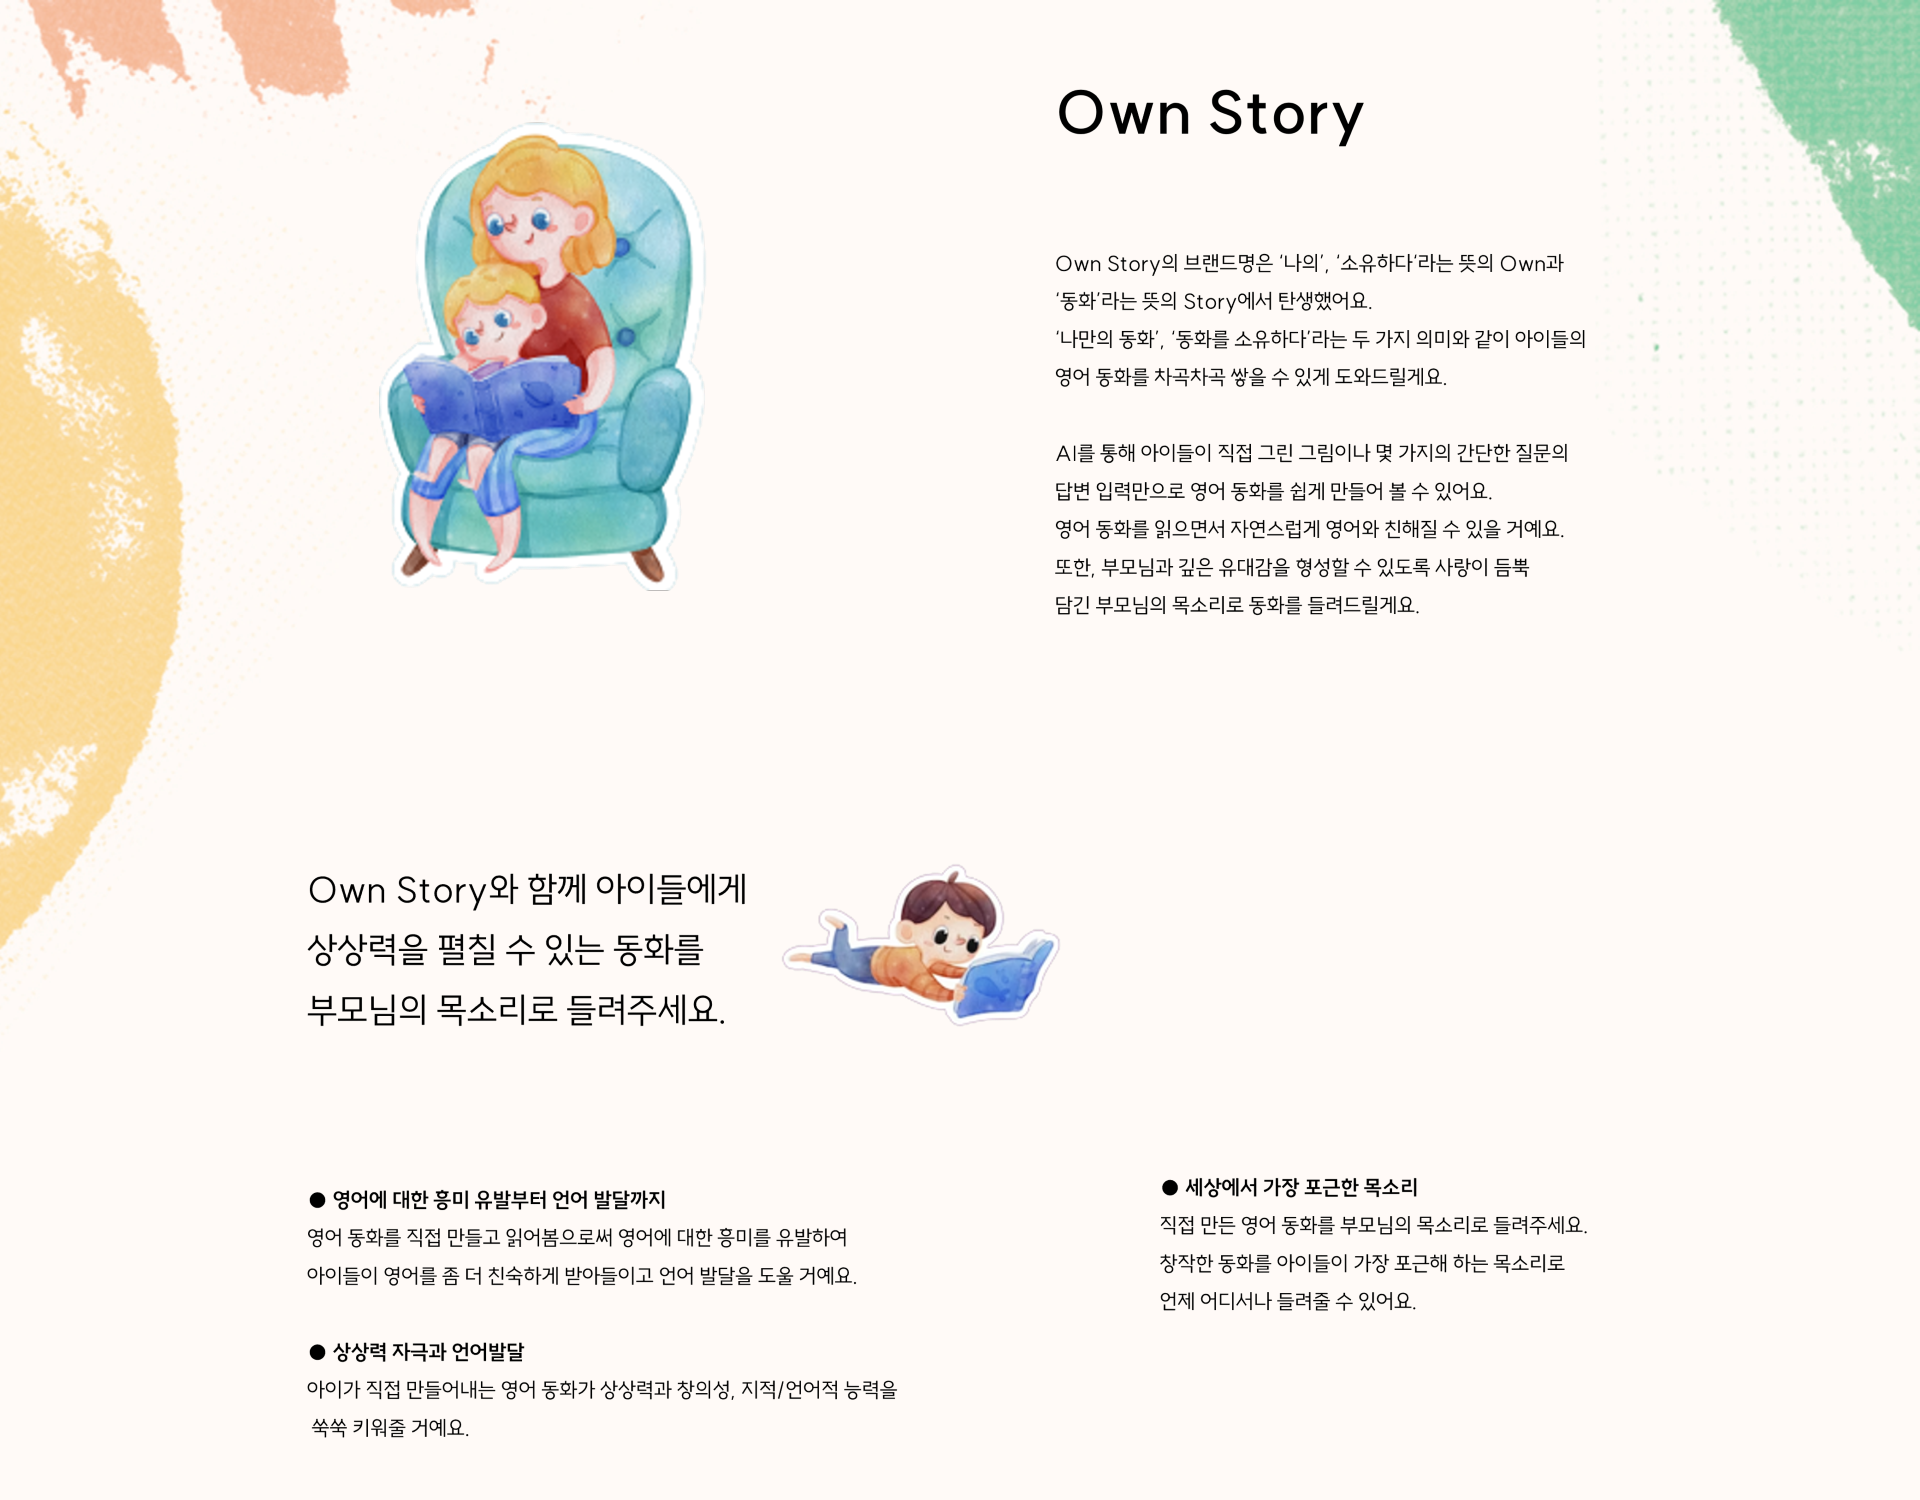 Own Story
Own Story의 브랜드명은 ‘나의’, ‘소유하다’라는 뜻의 Own과
‘동화’라는 뜻의 Story에서 탄생했어요.
‘나만의 동화’, ‘동화를 소유하다’라는 두 가지 의미와 같이 아이들의
영어 동화를 차곡차곡 쌓을 수 있게 도와드릴게요.
AI를 통해 아이들이 직접 그린 그림이나 몇 가지의 간단한 질문의
답변 입력만으로 영어 동화를 쉽게 만들어 볼 수 있어요.
영어 동화를 읽으면서 자연스럽게 영어와 친해질 수 있을 거예요.
또한, 부모님과 깊은 유대감을 형성할 수 있도록 사랑이 듬뿍
담긴 부모님의 목소리로 동화를 들려드릴게요.
Own Story와 함께 아이들에게
상상력을 펼칠 수 있는 동화를
부모님의 목소리로 들려주세요.
● 영어에 대한 흥미 유발부터 언어 발달까지
영어 동화를 직접 만들고 읽어봄으로써 영어에 대한 흥미를 유발하여
아이들이 영어를 좀 더 친숙하게 받아들이고 언어 발달을 도울 거예요.
● 상상력 자극과 언어발달
아이가 직접 만들어내는 영어 동화가 상상력과 창의성, 지적/언어적 능력을
쑥쑥 키워줄 거예요.
● 세상에서 가장 포근한 목소리
직접 만든 영어 동화를 부모님의 목소리로 들려주세요.
창작한 동화를 아이들이 가장 포근해 하는 목소리로
언제 어디서나 들려줄 수 있어요.